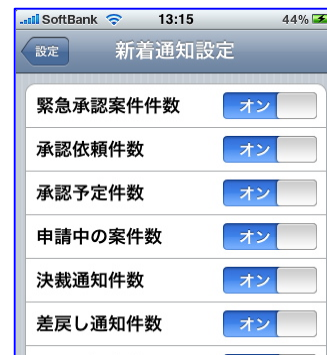 SoftBank 13:15 44%
設定 新着通知設定
緊急承認案件件数 オン
承認依頼件数 オン
承認予定件数 オン
申請中の案件数 オン
決裁通知件数 オン
差戻し通知件数 オン